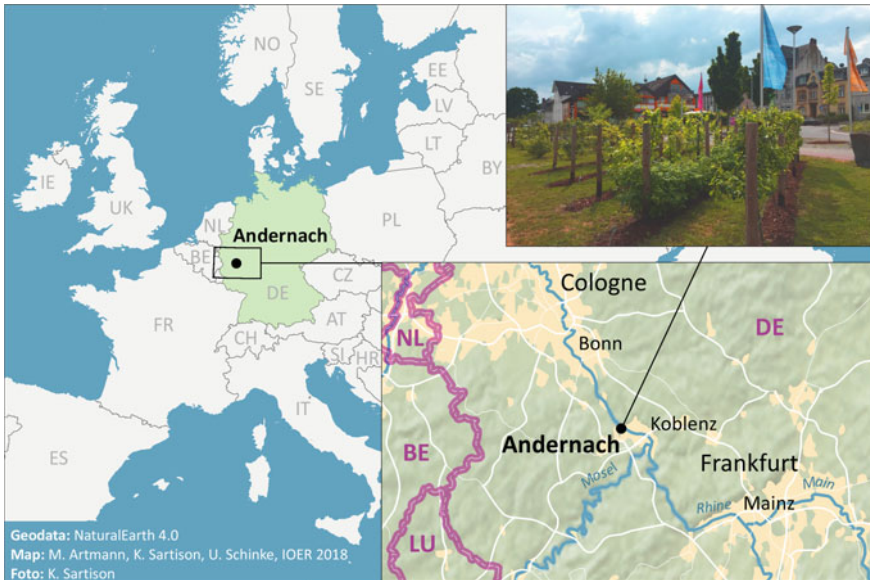 NO
SE
EE
LV
LT
BY
IE
UK
NL
PL
Andernach
BE
DE
CZ
FR
AT
CH
SI
HR
IT
ES
Cologne
NL
DE
Bonn
Koblenz
Andernach
BE
Mosel
Frankfurt
Main
Rhine
Mainz
LU
Geodata: NaturalEarth 4.0
Map: M. Artmann, K. Sartison, U. Schinke, IOER 2018
Foto: K. Sartison